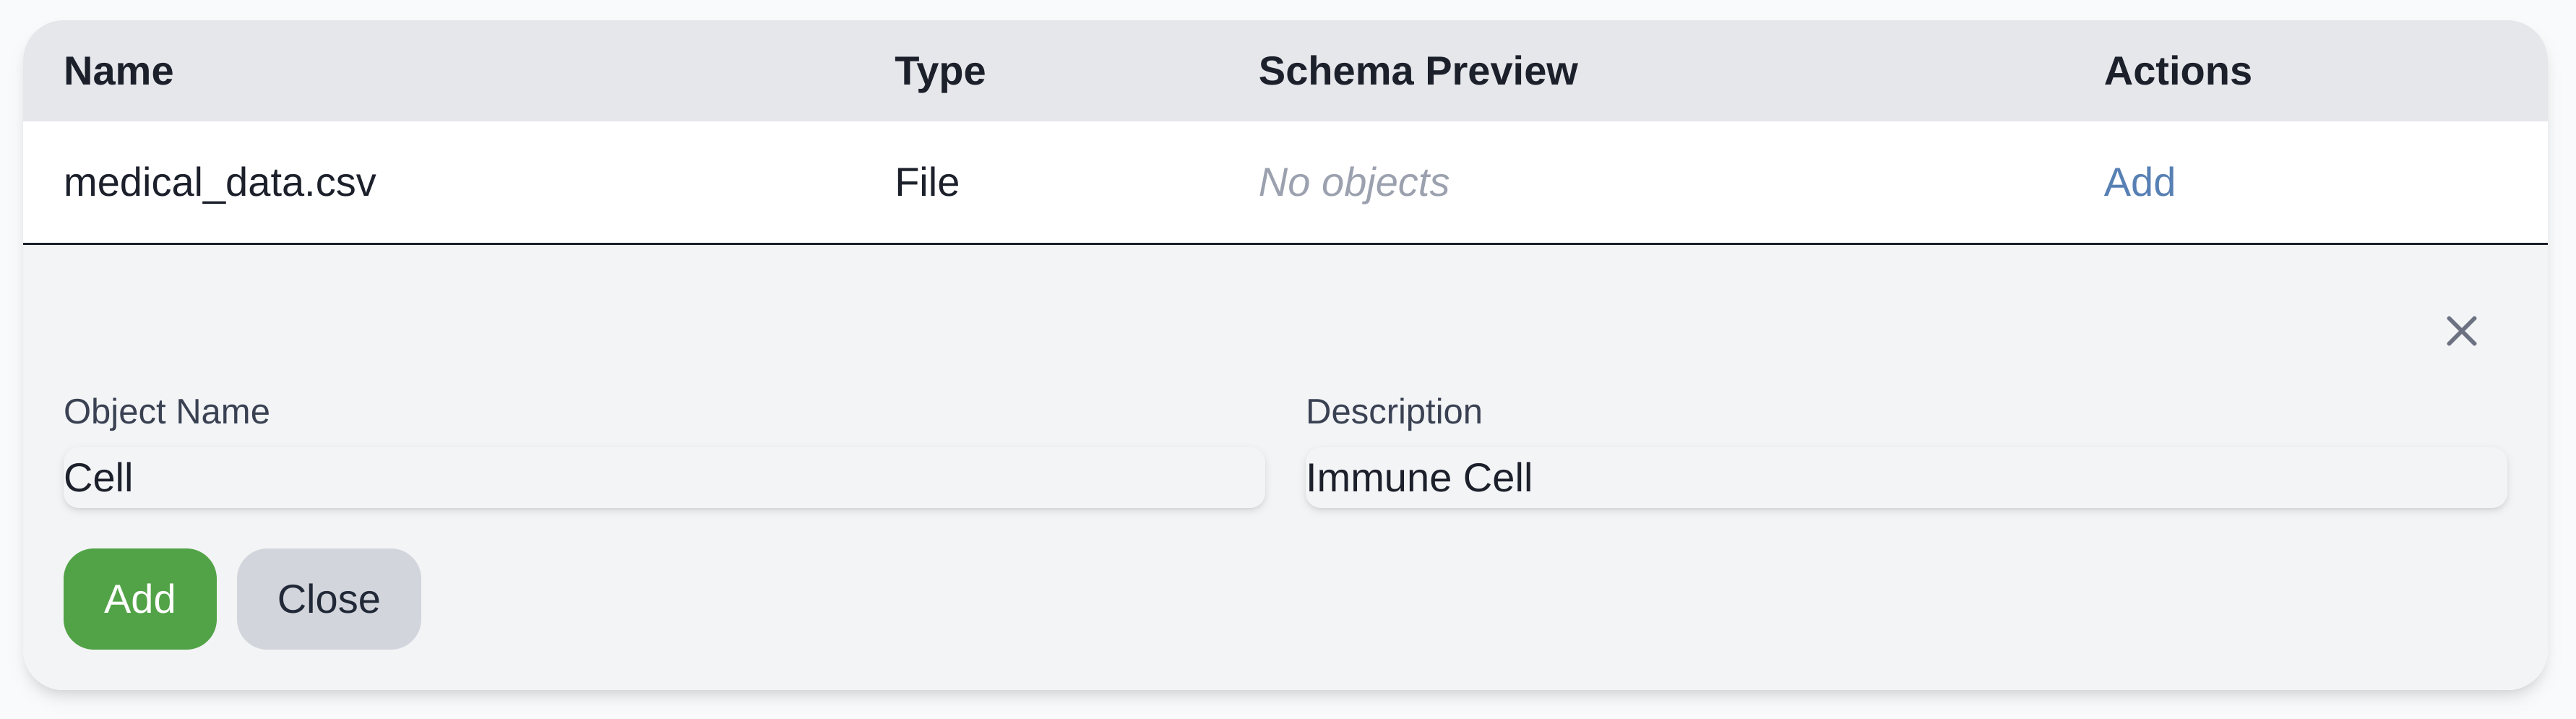 Name Type Schema Preview Actions
medical_data.csv File No objects Add
Object Name Description
Cell Immune Cell
Add Close